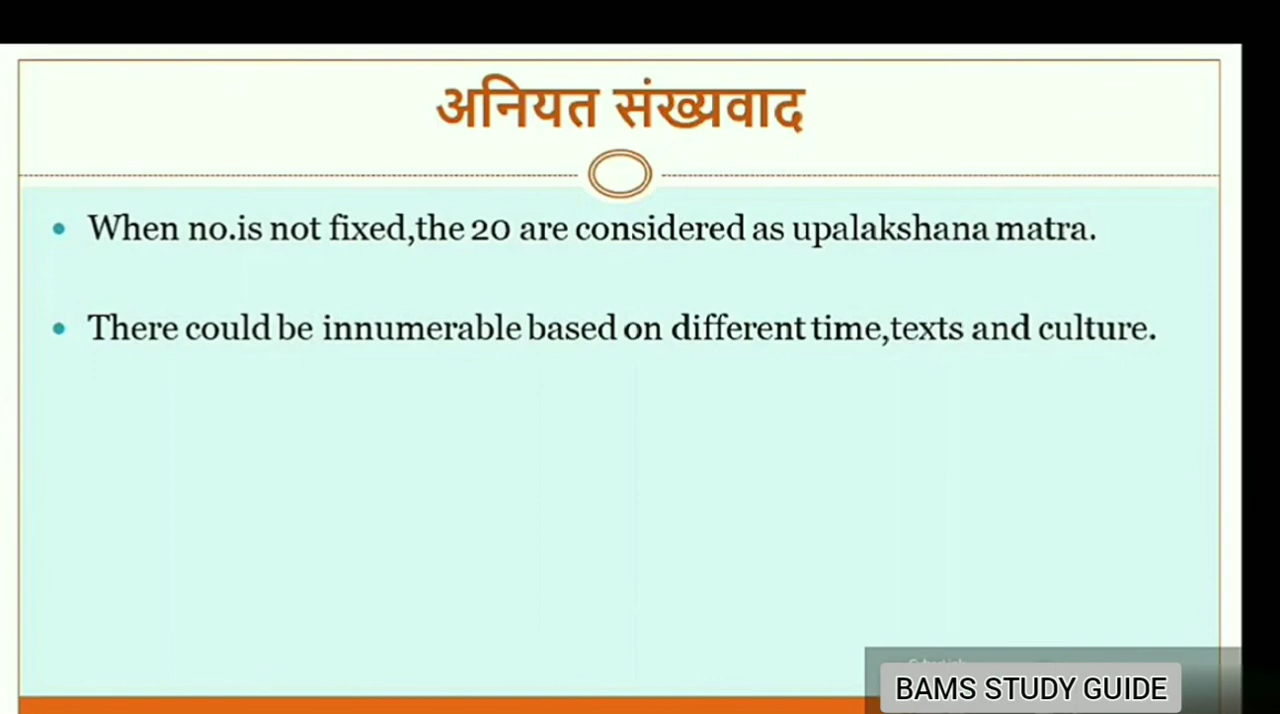 अनियत संख्यवाद
When no.is not fixed,the 20 are considered as upalakshana matra.
There could be innumerable based on different time,texts and culture.
BAMS STUDY GUIDE